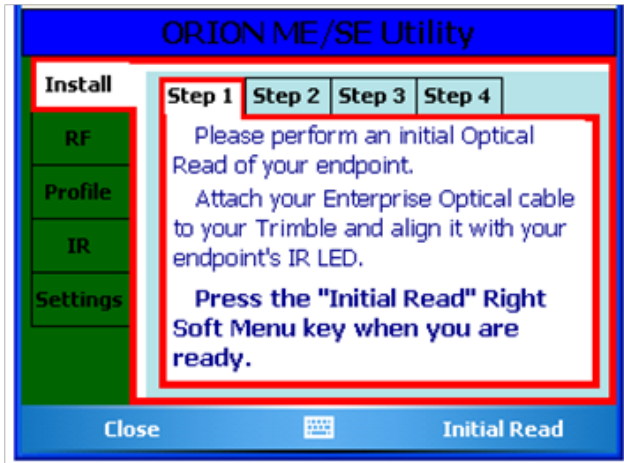 ORION ME/SE Utility
Install
RF
Profile
IR
Settings
Step 1 Step 2 Step 3 Step 4
Please perform an initial Optical
Read of your endpoint.
Attach your Enterprise Optical cable
to your Trimble and align it with your
endpoint's IR LED.
Press the "Initial Read" Right
Soft Menu key when you are
ready.
Close Initial Read